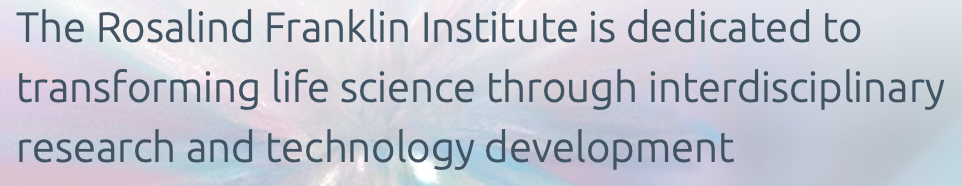 The Rosalind Franklin Institute is dedicated to
transforming life science through interdisciplinary
research and technology development